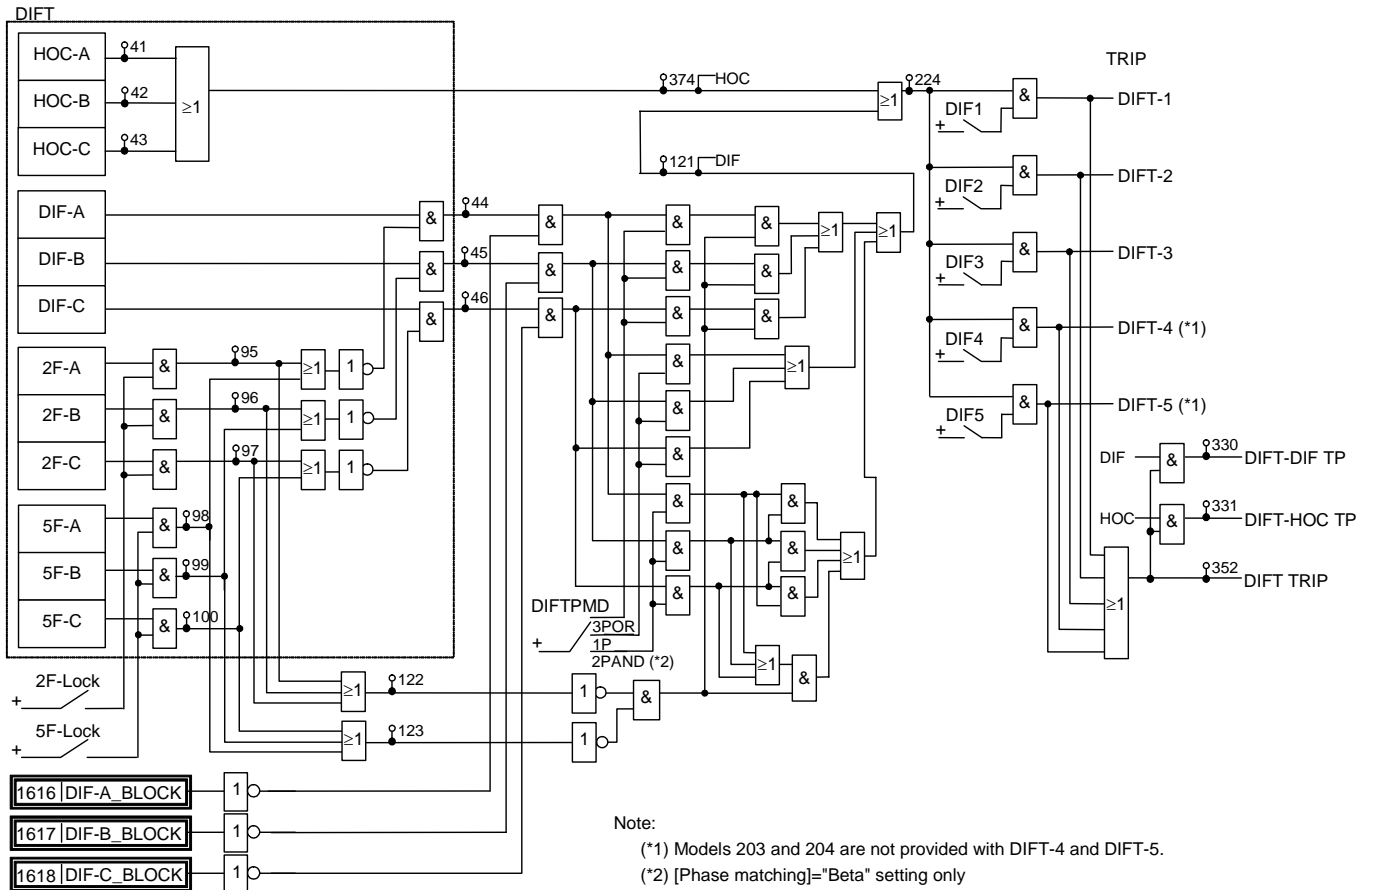 DIFT
HOC-A
41
HOC-B
42
HOC-C
43
≥1
374
HOC
≥1
224
TRIP
DIF1
+
&
DIFT-1
121
DIF
DIF2
+
&
DIFT-2
DIF3
+
&
DIFT-3
DIF4
+
&
DIFT-4 (*1)
DIF5
+
&
DIFT-5 (*1)
DIF-A
&
44
&
&
&
≥1
≥1
DIF-B
&
45
&
&
&
DIF-C
&
46
&
&
&
2F-A
&
95
≥1
1
&
≥1
2F-B
&
96
≥1
1
&
2F-C
&
97
≥1
1
&
DIF
&
330
DIFT-DIF TP
5F-A
&
98
&
&
HOC
&
331
DIFT-HOC TP
5F-B
&
99
&
&
≥1
≥1
352
DIFT TRIP
5F-C
&
100
&
&
DIFTPMD
+
3POR
1P
2PAND (*2)
≥1
&
2F-Lock
+
≥1
122
1
&
5F-Lock
+
≥1
123
1
1616 DIF-A_BLOCK
1
1617 DIF-B_BLOCK
1
1618 DIF-C_BLOCK
1
Note:
(*1) Models 203 and 204 are not provided with DIFT-4 and DIFT-5.
(*2) [Phase matching]="Beta" setting only